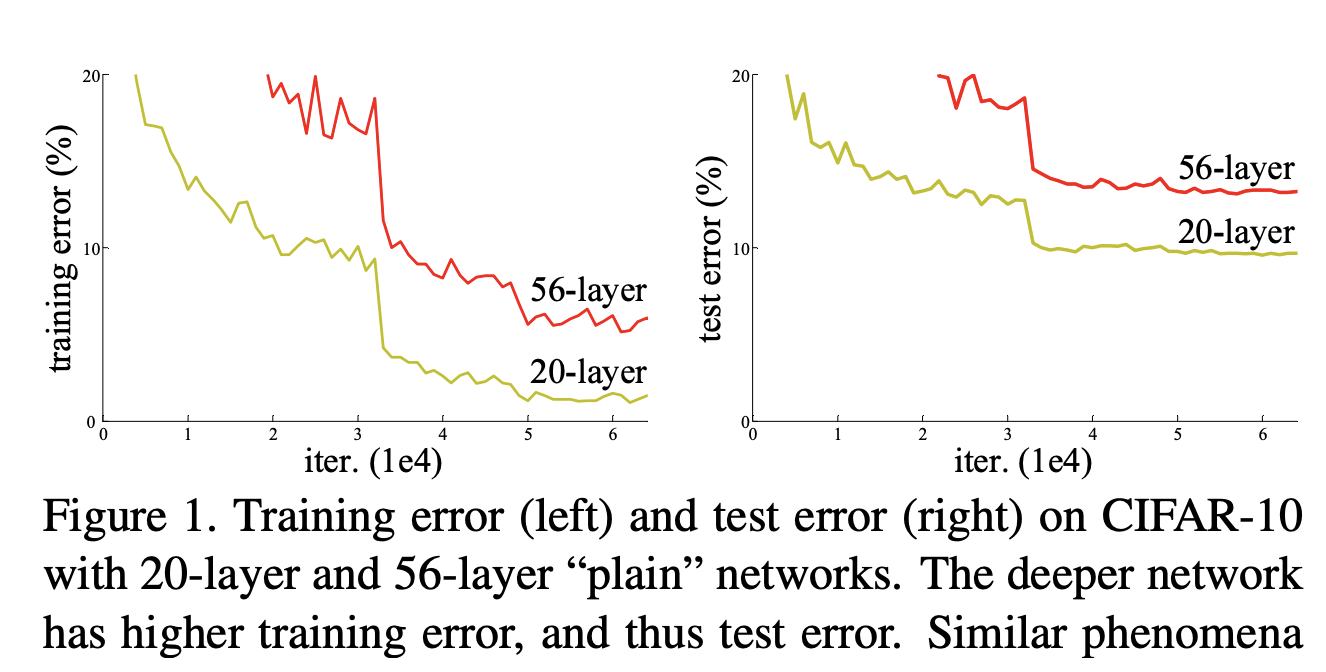 20
10
0
training error (%)
0 1 2 3 4 5 6
iter. (1e4)
56-layer
20-layer
20
10
0
test error (%)
0 1 2 3 4 5 6
iter. (1e4)
56-layer
20-layer
Figure 1. Training error (left) and test error (right) on CIFAR-10
with 20-layer and 56-layer “plain” networks. The deeper network
has higher training error, and thus test error. Similar phenomena